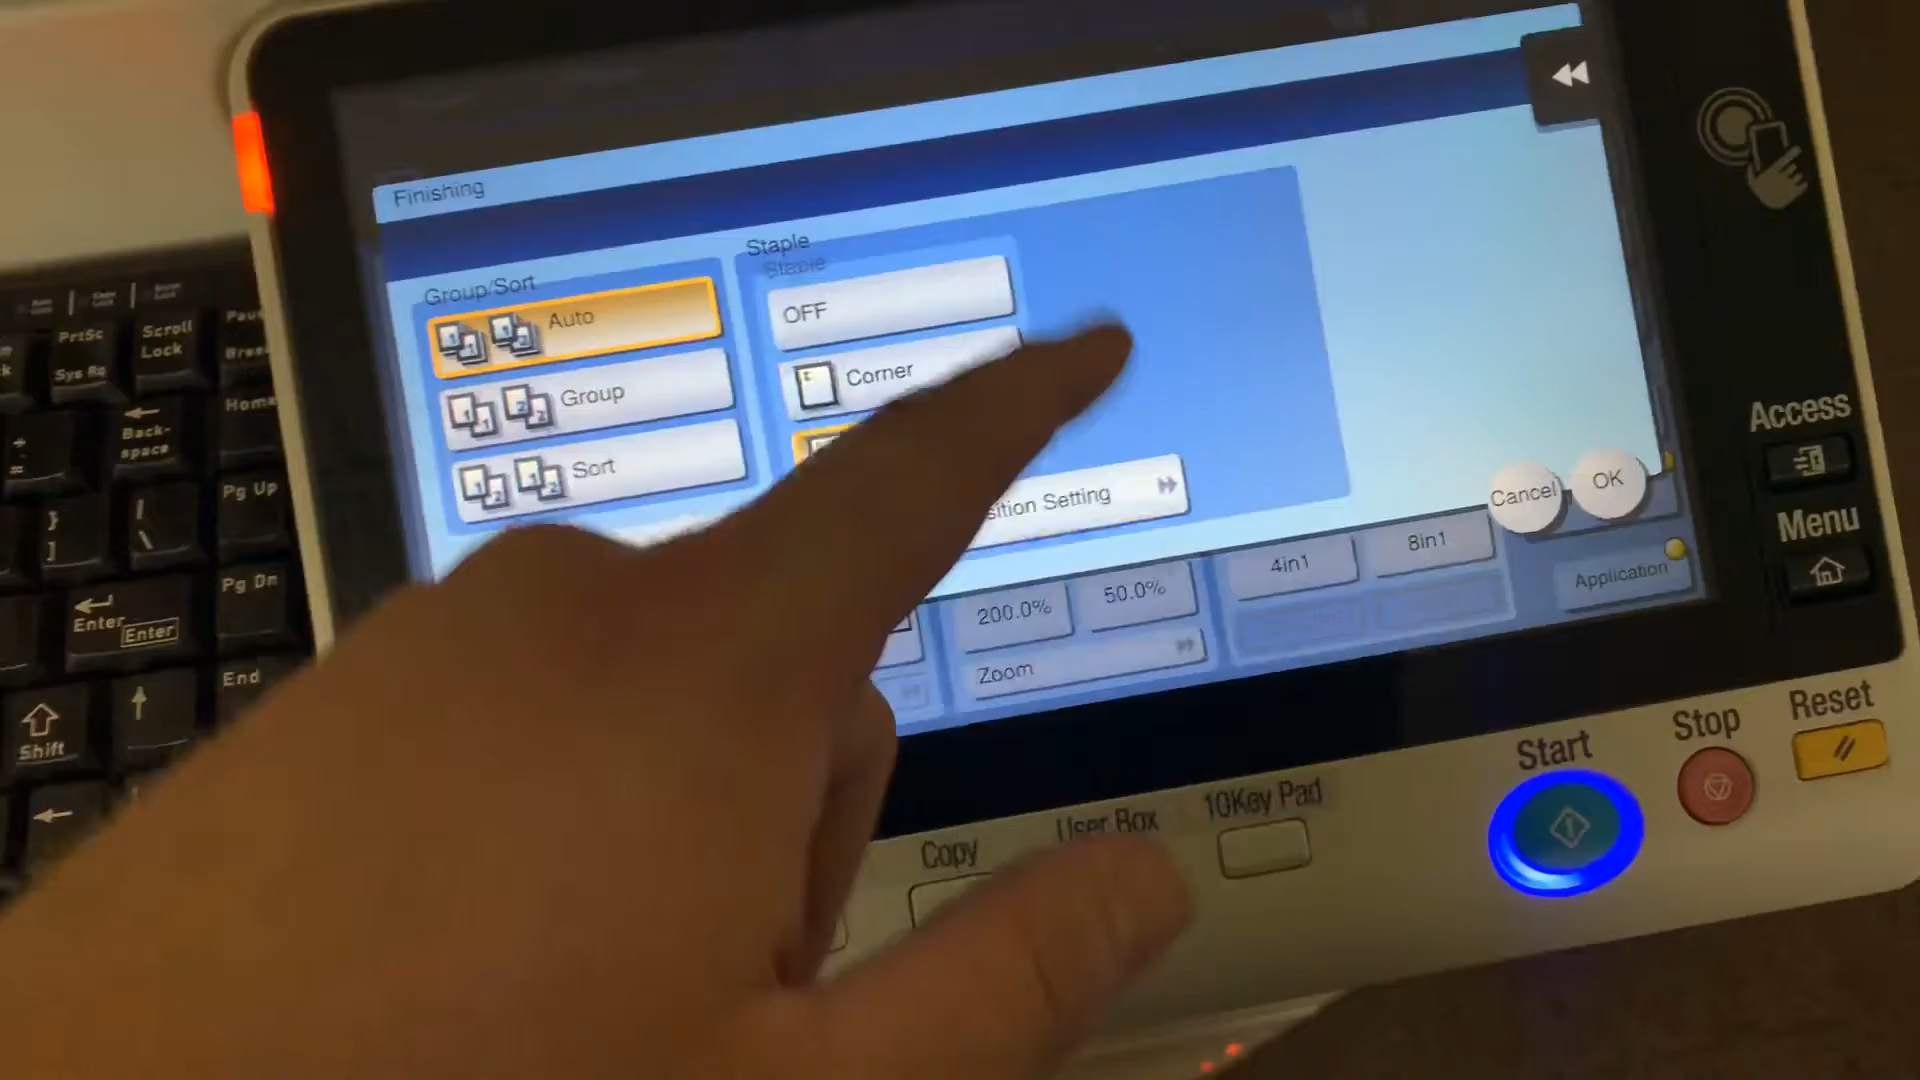 Finishing
Group/Sort
Auto
Group
Sort
Staple
Staple
OFF
Corner
sition Setting
Cancel
OK
200.0%
50.0%
4in1
8in1
Zoom
Application
Access
Menu
Start
Stop
Reset
Copy
User Box
10Key Pad
PrtSc
Sys Rq
Scroll
Lock
Home
Back-
space
Pg Up
Enter
Enter
Pg Dn
End
Shift